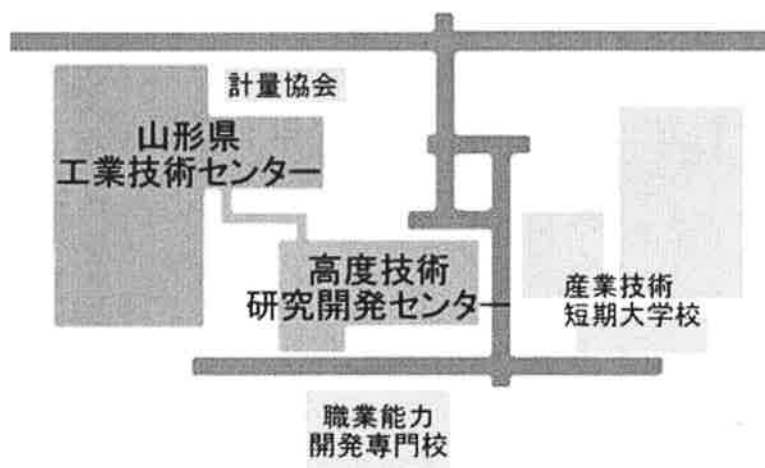 計量協会
山形県
工業技術センター
高度技術
研究開発センター
産業技術
短期大学校
職業能力
開発専門校